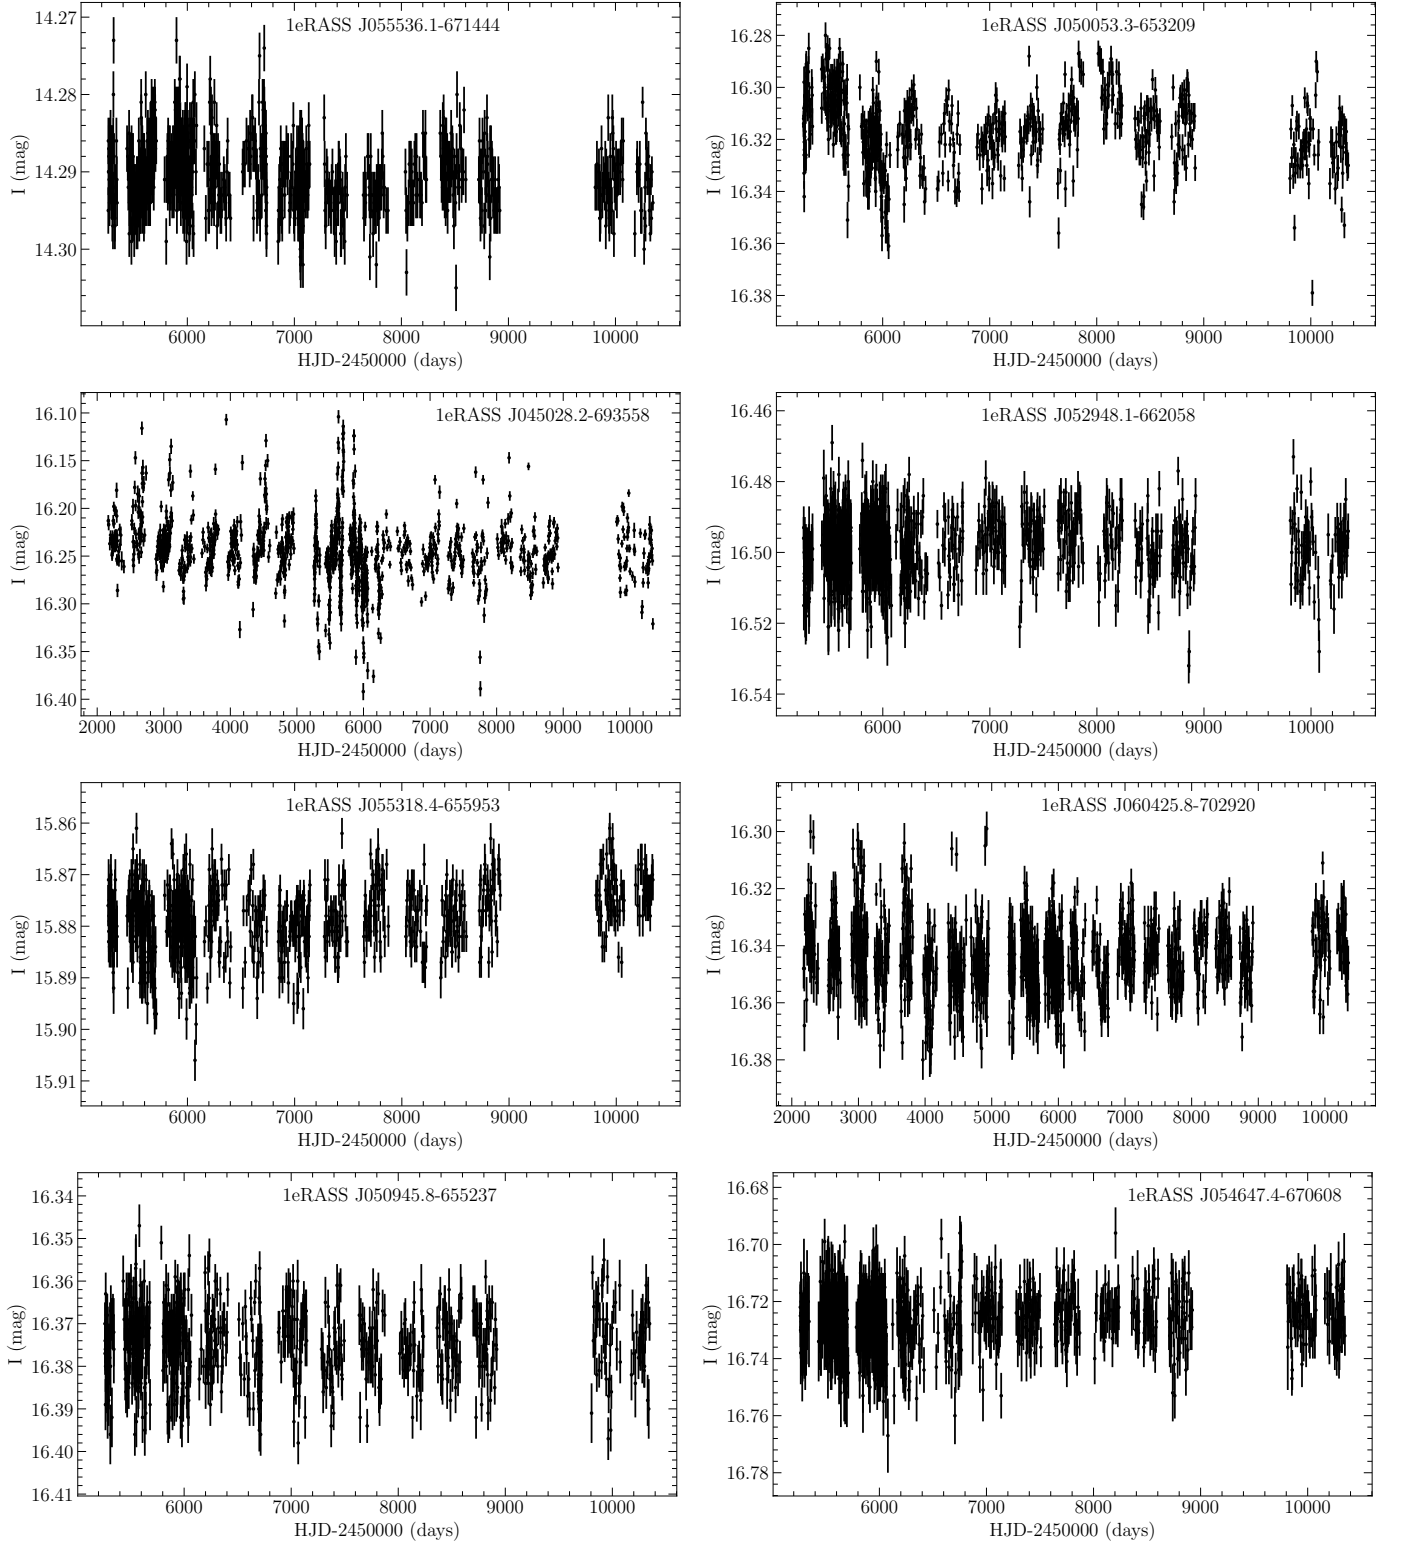 1eRASS J055536.1-671444
14.27
14.28
14.29
14.30
I (mag)
6000 7000 8000 9000 10000
HJD-2450000 (days)
1eRASS J050053.3-653209
16.28
16.30
16.32
16.34
16.36
16.38
I (mag)
6000 7000 8000 9000 10000
HJD-2450000 (days)
1eRASS J045028.2-693558
16.10
16.15
16.20
16.25
16.30
16.35
16.40
I (mag)
2000 3000 4000 5000 6000 7000 8000 9000 10000
HJD-2450000 (days)
1eRASS J052948.1-662058
16.46
16.48
16.50
16.52
16.54
I (mag)
6000 7000 8000 9000 10000
HJD-2450000 (days)
1eRASS J055318.4-655953
15.86
15.87
15.88
15.89
15.90
15.91
I (mag)
6000 7000 8000 9000 10000
HJD-2450000 (days)
1eRASS J060425.8-702920
16.30
16.32
16.34
16.36
16.38
I (mag)
2000 3000 4000 5000 6000 7000 8000 9000 10000
HJD-2450000 (days)
1eRASS J050945.8-655237
16.34
16.35
16.36
16.37
16.38
16.39
16.40
16.41
I (mag)
6000 7000 8000 9000 10000
HJD-2450000 (days)
1eRASS J054647.4-670608
16.68
16.70
16.72
16.74
16.76
16.78
I (mag)
6000 7000 8000 9000 10000
HJD-2450000 (days)